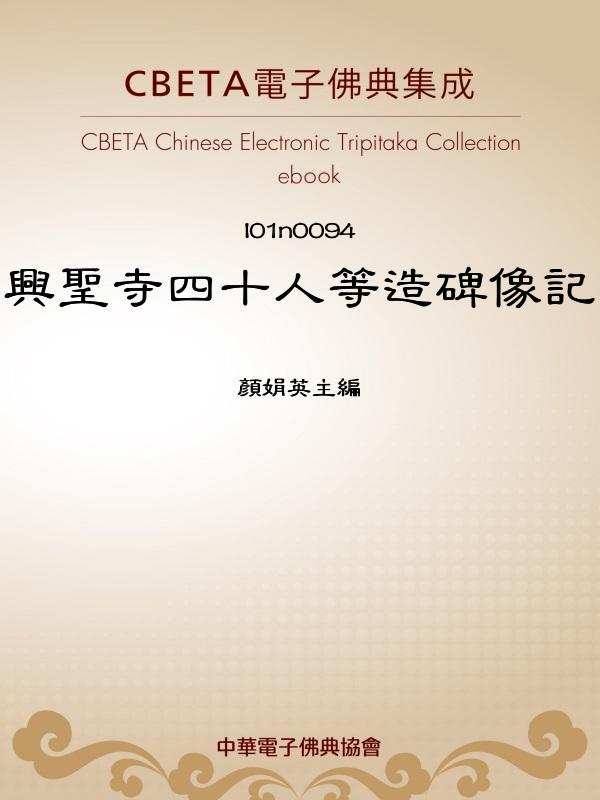 CBETA電子佛典集成
CBETA Chinese Electronic Tripitaka Collection
ebook
I01n0094
興聖寺四十人等造碑像記
顏娟英主編
中華電子佛典協會